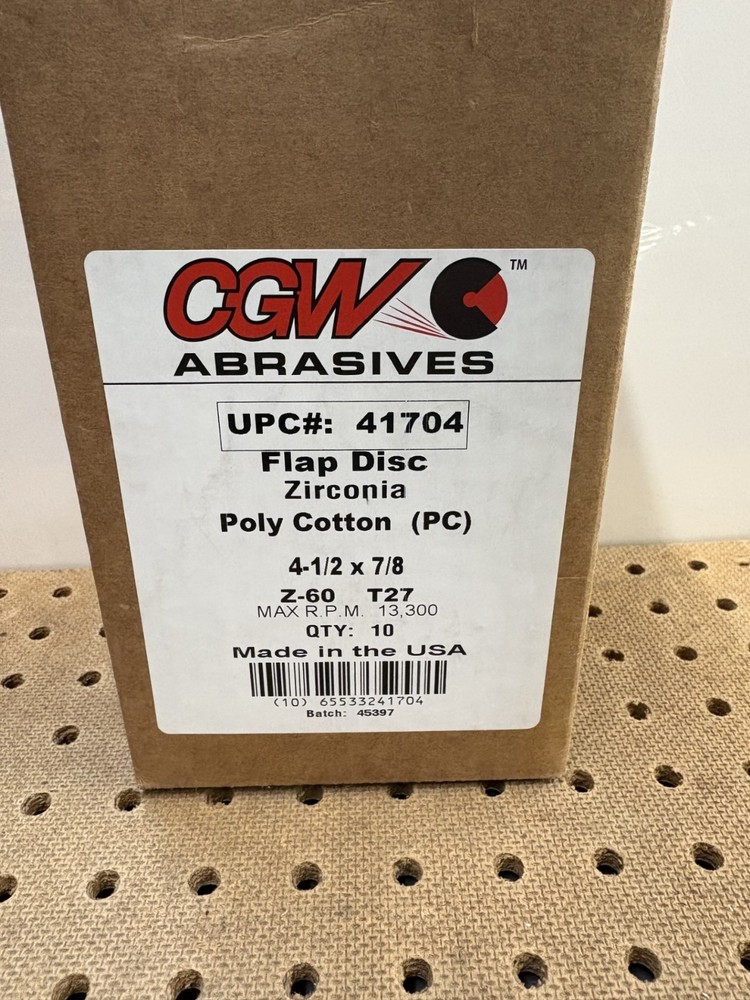 CGW TM
ABRASIVES
UPC#: 41704
Flap Disc
Zirconia
Poly Cotton (PC)
4-1/2 x 7/8
Z-60 T27
MAX R.P.M. 13,300
QTY: 10
Made in the USA
(10) 65533241704
Batch: 45397